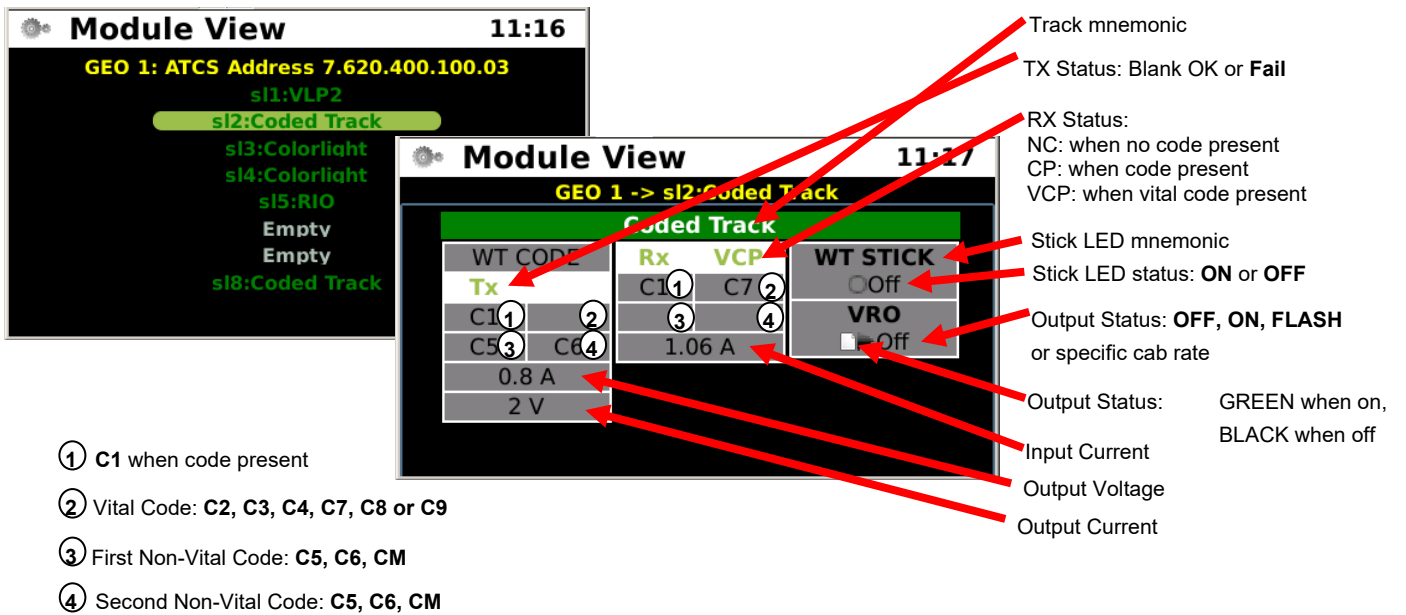 Module View 11:16
GEO 1: ATCS Address 7.620.400.100.03
sl1:VLP2
sl2:Coded Track
sl3:Colorlight
sl4:Colorlight
sl5:RIO
Empty
Empty
sl8:Coded Track
Module View 11:17
GEO 1 -> sl2:Coded Track
Coded Track
WT CODE
Tx
C1 1 2
C5 3 C6 4
0.8 A
2 V
Rx VCP
C1 1 C7 2
3 4
1.06 A
WT STICK
Off
VRO
Off
Track mnemonic
TX Status: Blank OK or Fail
RX Status:
NC: when no code present
CP: when code present
VCP: when vital code present
Stick LED mnemonic
Stick LED status: ON or OFF
Output Status: OFF, ON, FLASH
or specific cab rate
Output Status: GREEN when on,
BLACK when off
Input Current
Output Voltage
Output Current
1 C1 when code present
2 Vital Code: C2, C3, C4, C7, C8 or C9
3 First Non-Vital Code: C5, C6, CM
4 Second Non-Vital Code: C5, C6, CM